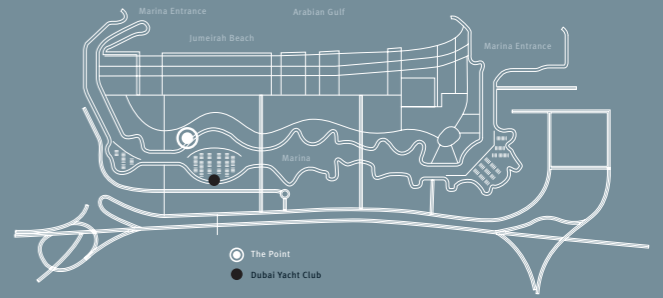 Marina Entrance
Arabian Gulf
Jumeirah Beach
Marina Entrance
Marina
The Point
Dubai Yacht Club